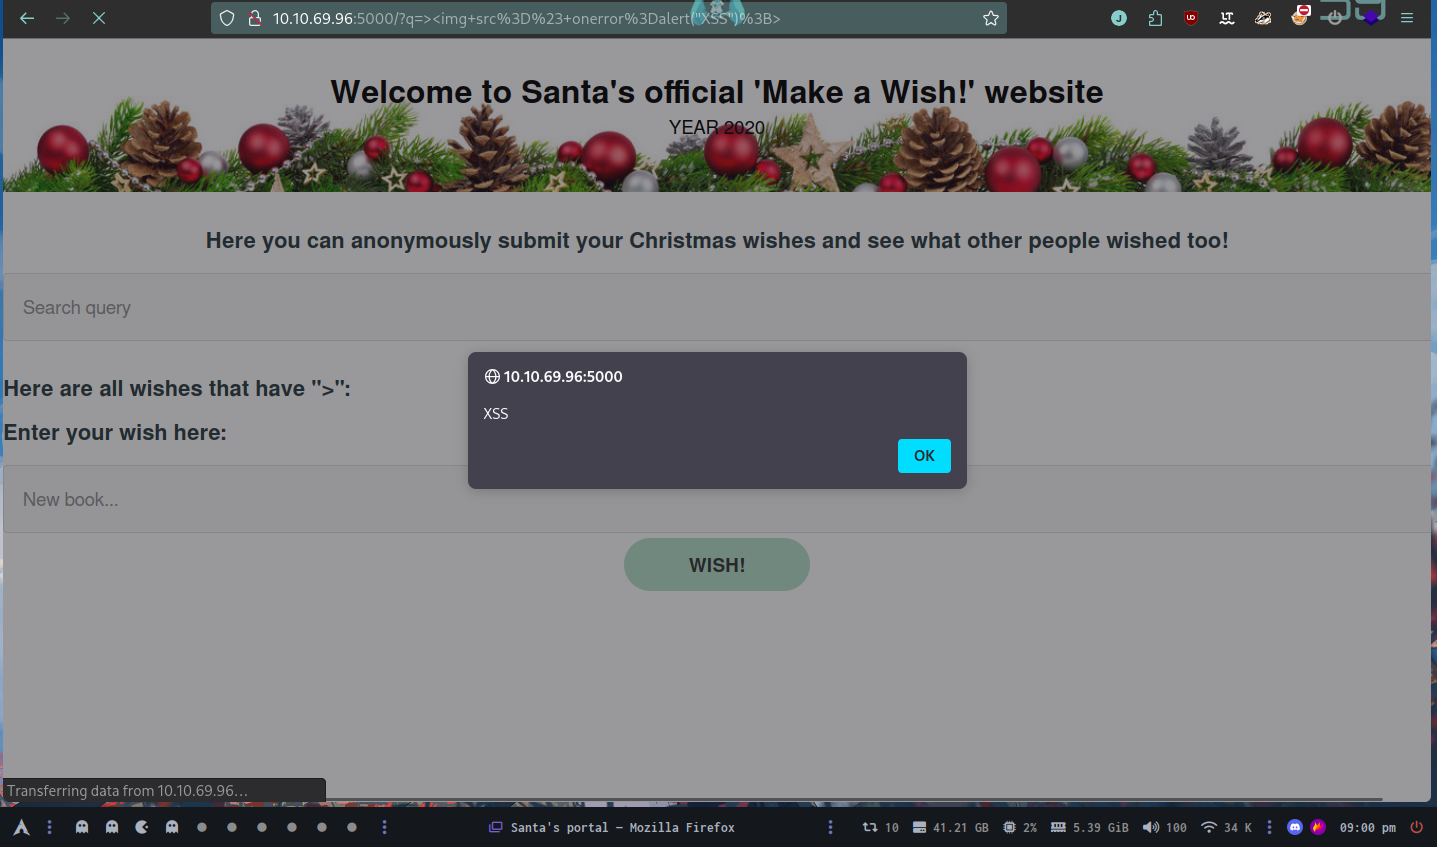 10.10.69.96:5000/?q=><img+src%3D%23+onerror%3Dalert("XSS")%3B>
Welcome to Santa's official 'Make a Wish!' website
YEAR 2020
Here you can anonymously submit your Christmas wishes and see what other people wished too!
Search query
10.10.69.96:5000
XSS
OK
Here are all wishes that have ">":
Enter your wish here:
New book...
WISH!
Transferring data from 10.10.69.96…
Santa's portal — Mozilla Firefox
10
41.21 GB
2%
5.39 GiB
100
34 K
09:00 pm